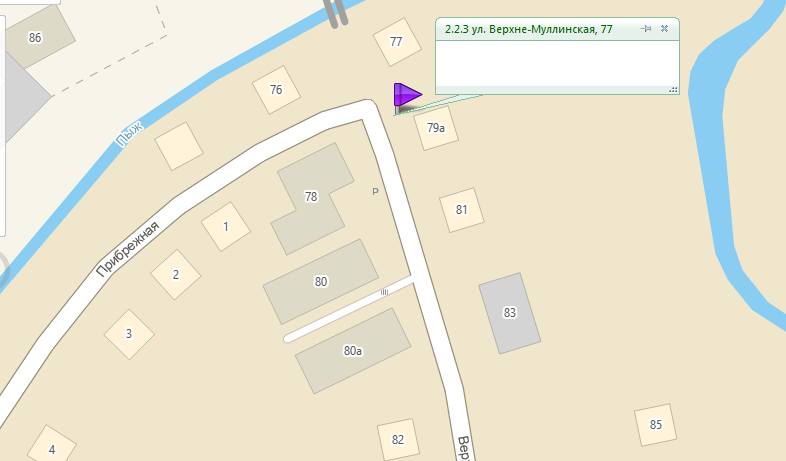 86
77
2.2.3 ул. Верхне-Муллинская, 77
76
Пыж
79а
78
P
81
1
Прибрежная
2
80
83
3
80а
4
82
85
Вер